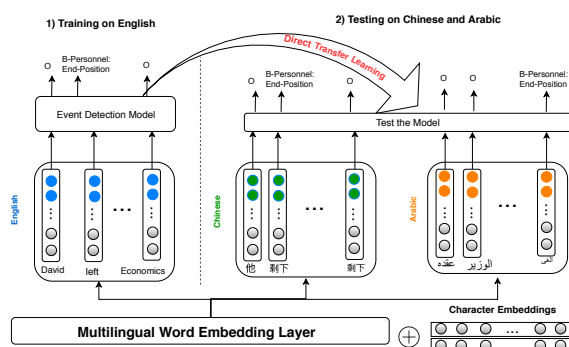 1) Training on English
2) Testing on Chinese and Arabic
Direct Transfer Learning
O
B-Personnel:
End-Position
O
O
B-Personnel:
End-Position
O
O
O
B-Personnel:
End-Position
Event Detection Model
Test the Model
English
Chinese
Arabic
David
left
...
Economics
他
剩下
...
剩下
عقده
الوزير
...
الفى
Multilingual Word Embedding Layer
Character Embeddings
...